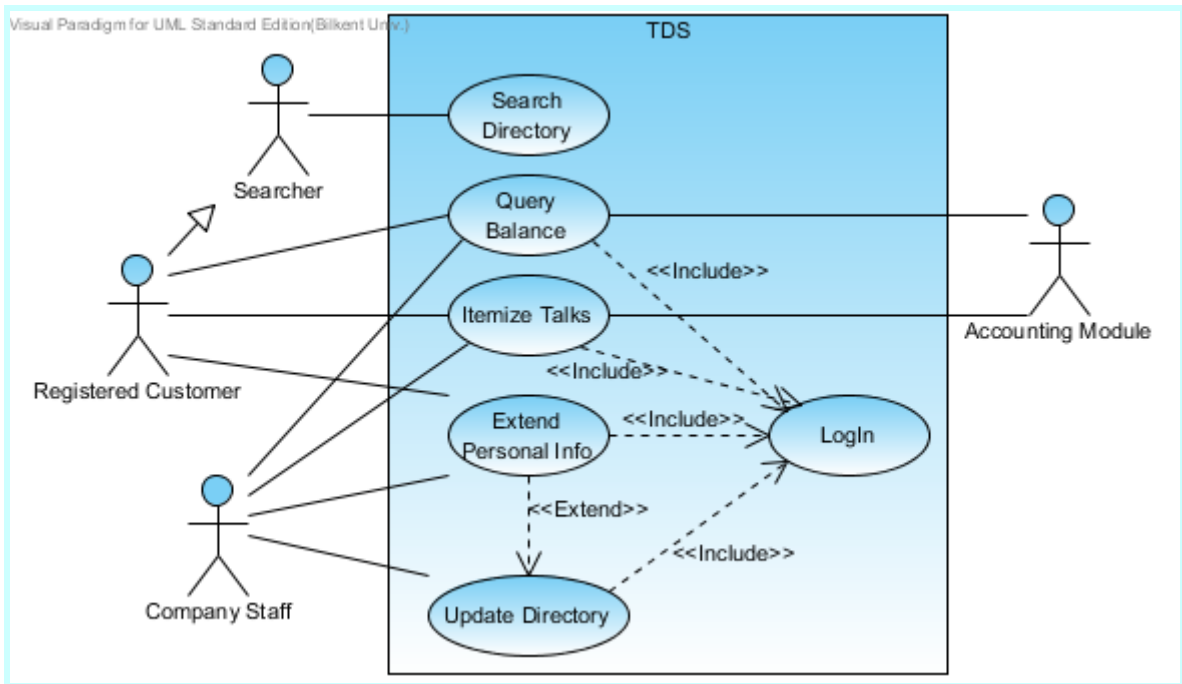 Visual Paradigm for UML Standard Edition(Bilkent Univ.)
TDS
Search
Directory
Searcher
Query
Balance
<<Include>>
Itemize Talks
Accounting Module
<<Include>>
Registered Customer
Extend
Personal Info
<<Include>>
LogIn
<<Extend>>
<<Include>>
Company Staff
Update Directory